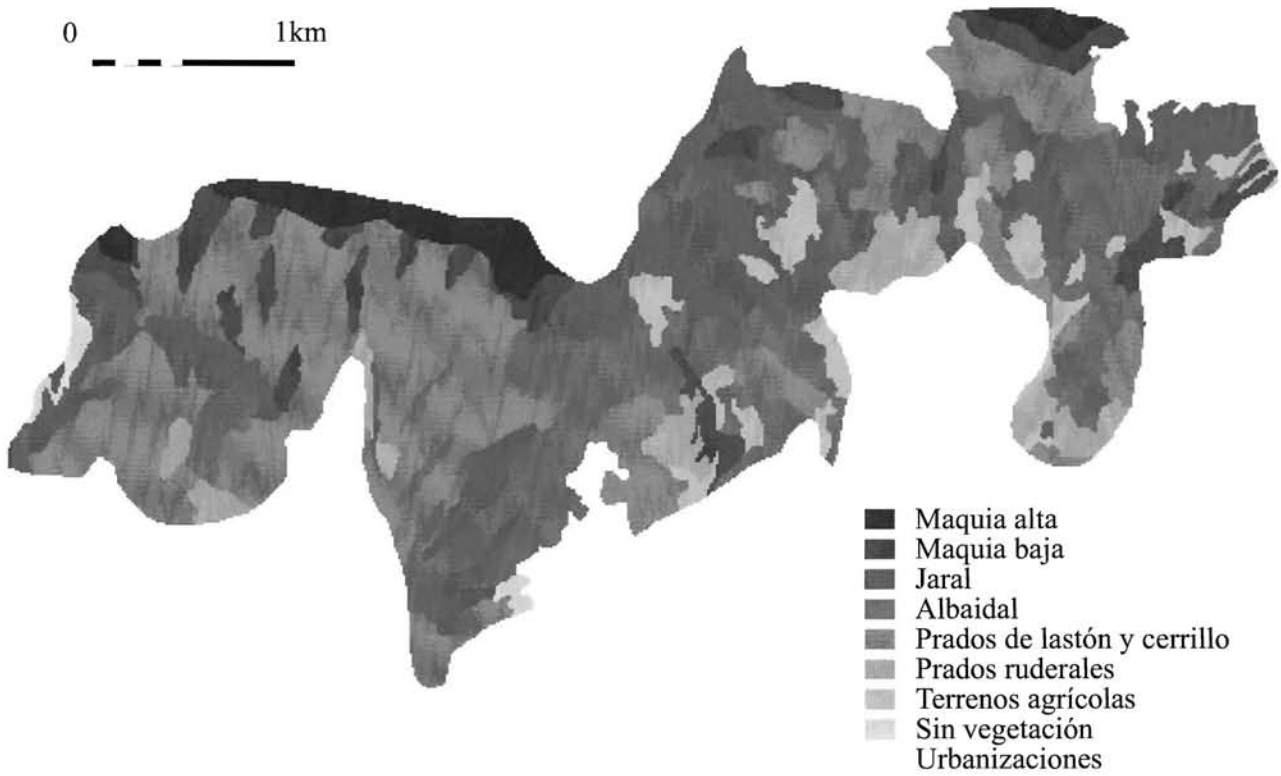 0 1km
Maquia alta
Maquia baja
Jaral
Albaidal
Prados de lastón y cerrillo
Prados ruderales
Terrenos agrícolas
Sin vegetación
Urbanizaciones